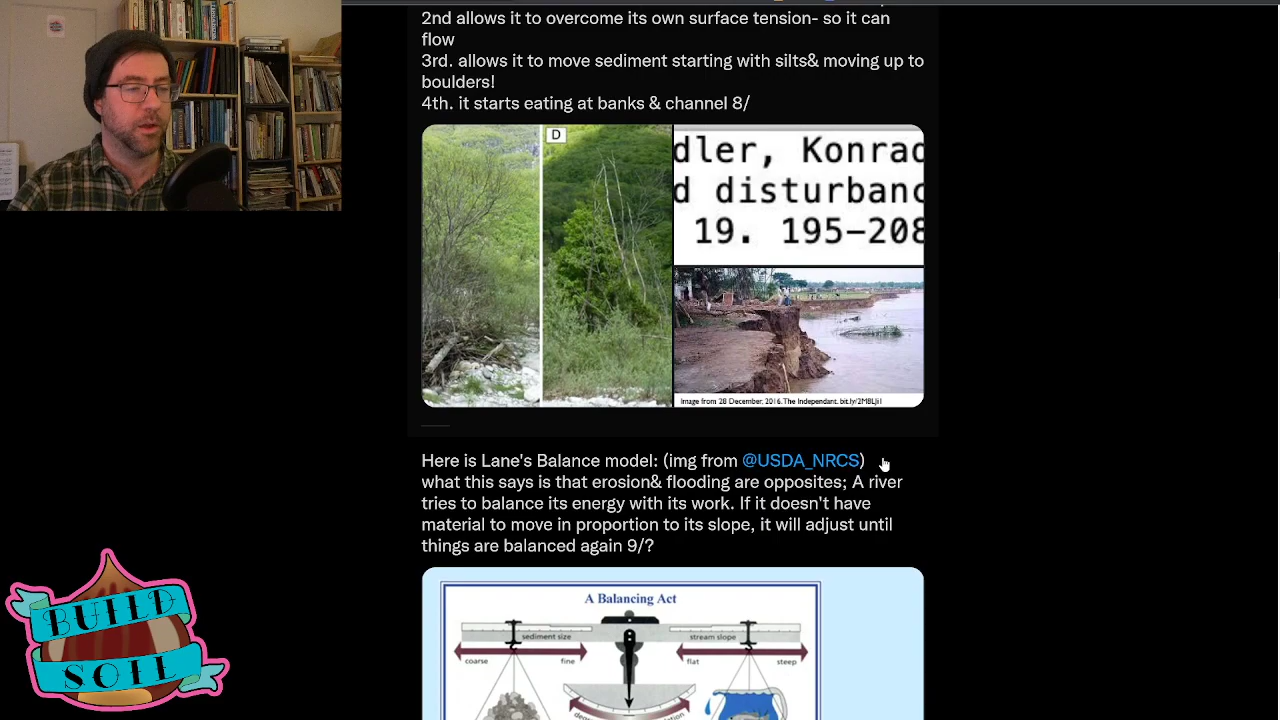 2nd allows it to overcome its own surface tension- so it can
flow
3rd. allows it to move sediment starting with silts& moving up to
boulders!
4th. it starts eating at banks & channel 8/
D
dler, Konrad
d disturbanc
19. 195-208
Image from 28 December, 2016. The Independant. bit.ly/2M8LJi1
Here is Lane's Balance model: (img from @USDA_NRCS)
what this says is that erosion& flooding are opposites; A river
tries to balance its energy with its work. If it doesn't have
material to move in proportion to its slope, it will adjust until
things are balanced again 9/?
A Balancing Act
sediment size
stream slope
coarse
fine
flat
steep
BUILD
SOIL